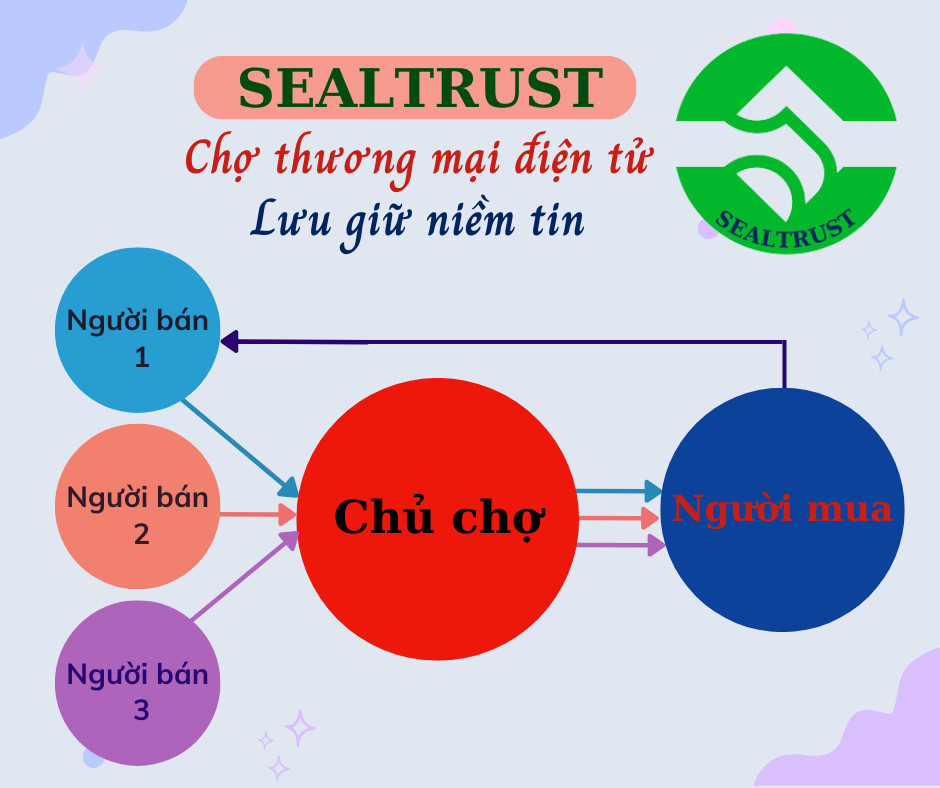 SEALTRUST
Chợ thương mại điện tử
Lưu giữ niềm tin
SEALTRUST
Người bán
1
Người bán
2
Chủ chợ
Người mua
Người bán
3